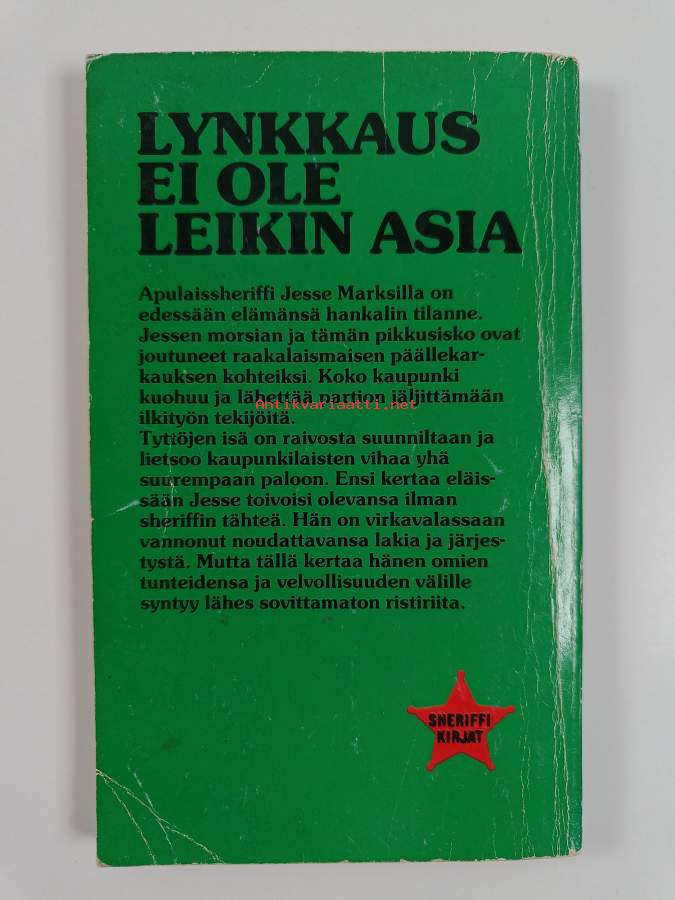 LYNKKAUS
EI OLE
LEIKIN ASIA
Apulaissheriffi Jesse Marksilla on
edessään elämänsä hankalin tilanne.
Jessen morsian ja tämän pikkusisko ovat
joutuneet raakalaismaisen päällekar-
kauksen kohteiksi. Koko kaupunki
kuohuu ja lähettää partion jäljittämään
Antikvariaatti.net
ilkityön tekijöitä.
Tyttöjen isä on raivosta suunniltaan ja
lietsoo kaupunkilaisten vihaa yhä
suurempaan paloon. Ensi kertaa eläis-
sään Jesse toivoisi olevansa ilman
sheriffin tähteä. Hän on virkavalassaan
vannonut noudattavansa lakia ja järjes-
tystä. Mutta tällä kertaa hänen omien
tunteidensa ja velvollisuuden välille
syntyy lähes sovittamaton ristiriita.
SHERIFFI
KIRJAT